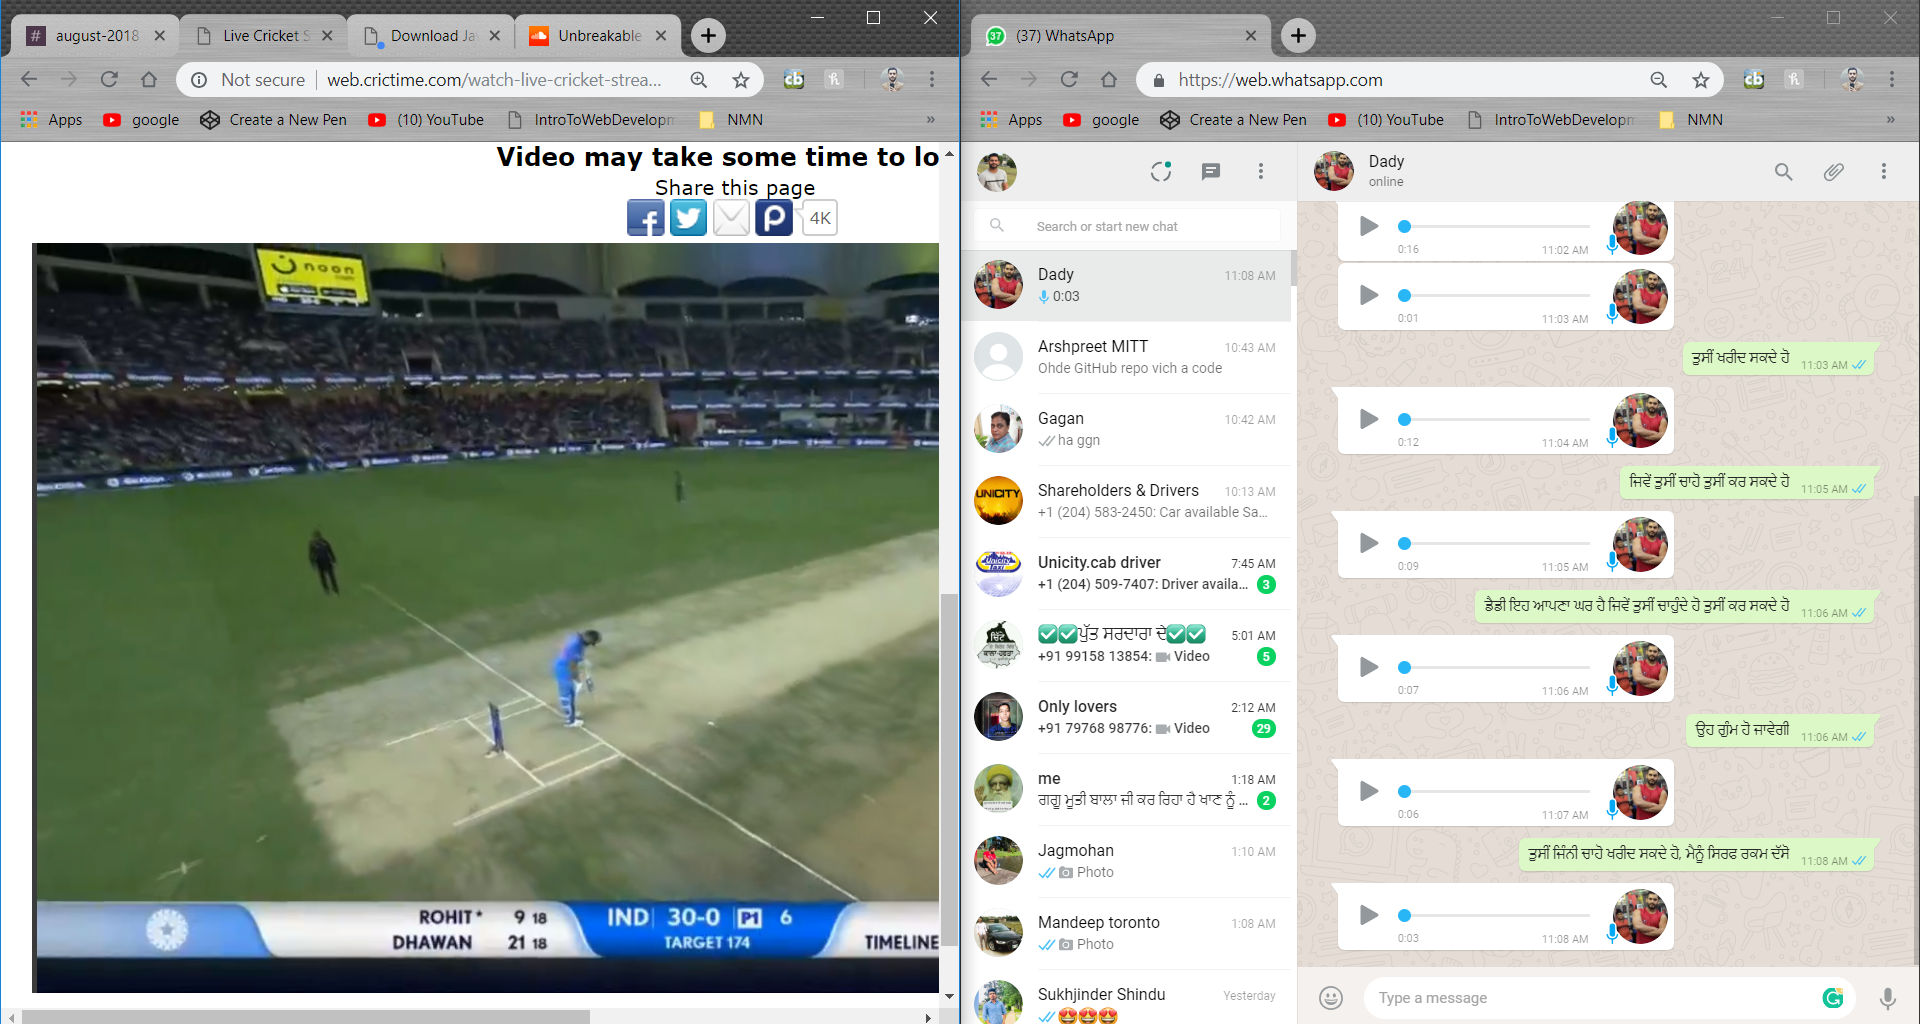 august-2018
Live Cricket S
Download Ja
Unbreakable
Not secure
web.crictime.com/watch-live-cricket-strea...
Apps
google
Create a New Pen
(10) YouTube
IntroToWebDevelopm
NMN
»
Video may take some time to lo
Share this page
4K
noon
ROHIT* 9 18
DHAWAN 21 18
IND 30-0 P1 6
TARGET 174
TIMELINE
37
(37) WhatsApp
https://web.whatsapp.com
Apps
google
Create a New Pen
(10) YouTube
IntroToWebDevelopm
NMN
»
Search or start new chat
Dady
11:08 AM
0:03
Arshpreet MITT
10:43 AM
Ohde GitHub repo vich a code
Gagan
10:42 AM
ha ggn
UNICITY
Shareholders & Drivers
10:13 AM
+1 (204) 583-2450: Car available Sa...
Unicity.cab driver
7:45 AM
+1 (204) 509-7407: Driver availa...
3
✅✅ਪੁੱਤ ਸਰਦਾਰਾ ਦੇ✅✅
5:01 AM
+91 99158 13854: Video
5
Only lovers
2:12 AM
+91 79768 98776: Video
29
me
1:18 AM
ਗਗੂ ਮੂਤੀ ਬਾਲਾ ਜੀ ਕਰ ਰਿਹਾ ਹੈ ਖਾਣ ਨੂੰ ...
2
Jagmohan
1:10 AM
Photo
Mandeep toronto
1:08 AM
Photo
Sukhjinder Shindu
Yesterday
😍😍😍
Dady
online
0:16
11:02 AM
0:01
11:03 AM
ਤੁਸੀਂ ਖਰੀਦ ਸਕਦੇ ਹੋ
11:03 AM
0:12
11:04 AM
ਜਿਵੇਂ ਤੁਸੀਂ ਚਾਹੋ ਤੁਸੀਂ ਕਰ ਸਕਦੇ ਹੋ
11:05 AM
0:09
11:05 AM
ਡੈਡੀ ਇਹ ਆਪਣਾ ਘਰ ਹੈ ਜਿਵੇਂ ਤੁਸੀਂ ਚਾਹੁੰਦੇ ਹੋ ਤੁਸੀਂ ਕਰ ਸਕਦੇ ਹੋ
11:06 AM
0:07
11:06 AM
ਉਹ ਗੁੰਮ ਹੋ ਜਾਵੇਗੀ
11:06 AM
0:06
11:07 AM
ਤੁਸੀਂ ਜਿੰਨੀ ਚਾਹੋ ਖਰੀਦ ਸਕਦੇ ਹੋ, ਮੈਨੂੰ ਸਿਰਫ ਰਕਮ ਦੱਸੋ
11:08 AM
0:03
11:08 AM
Type a message